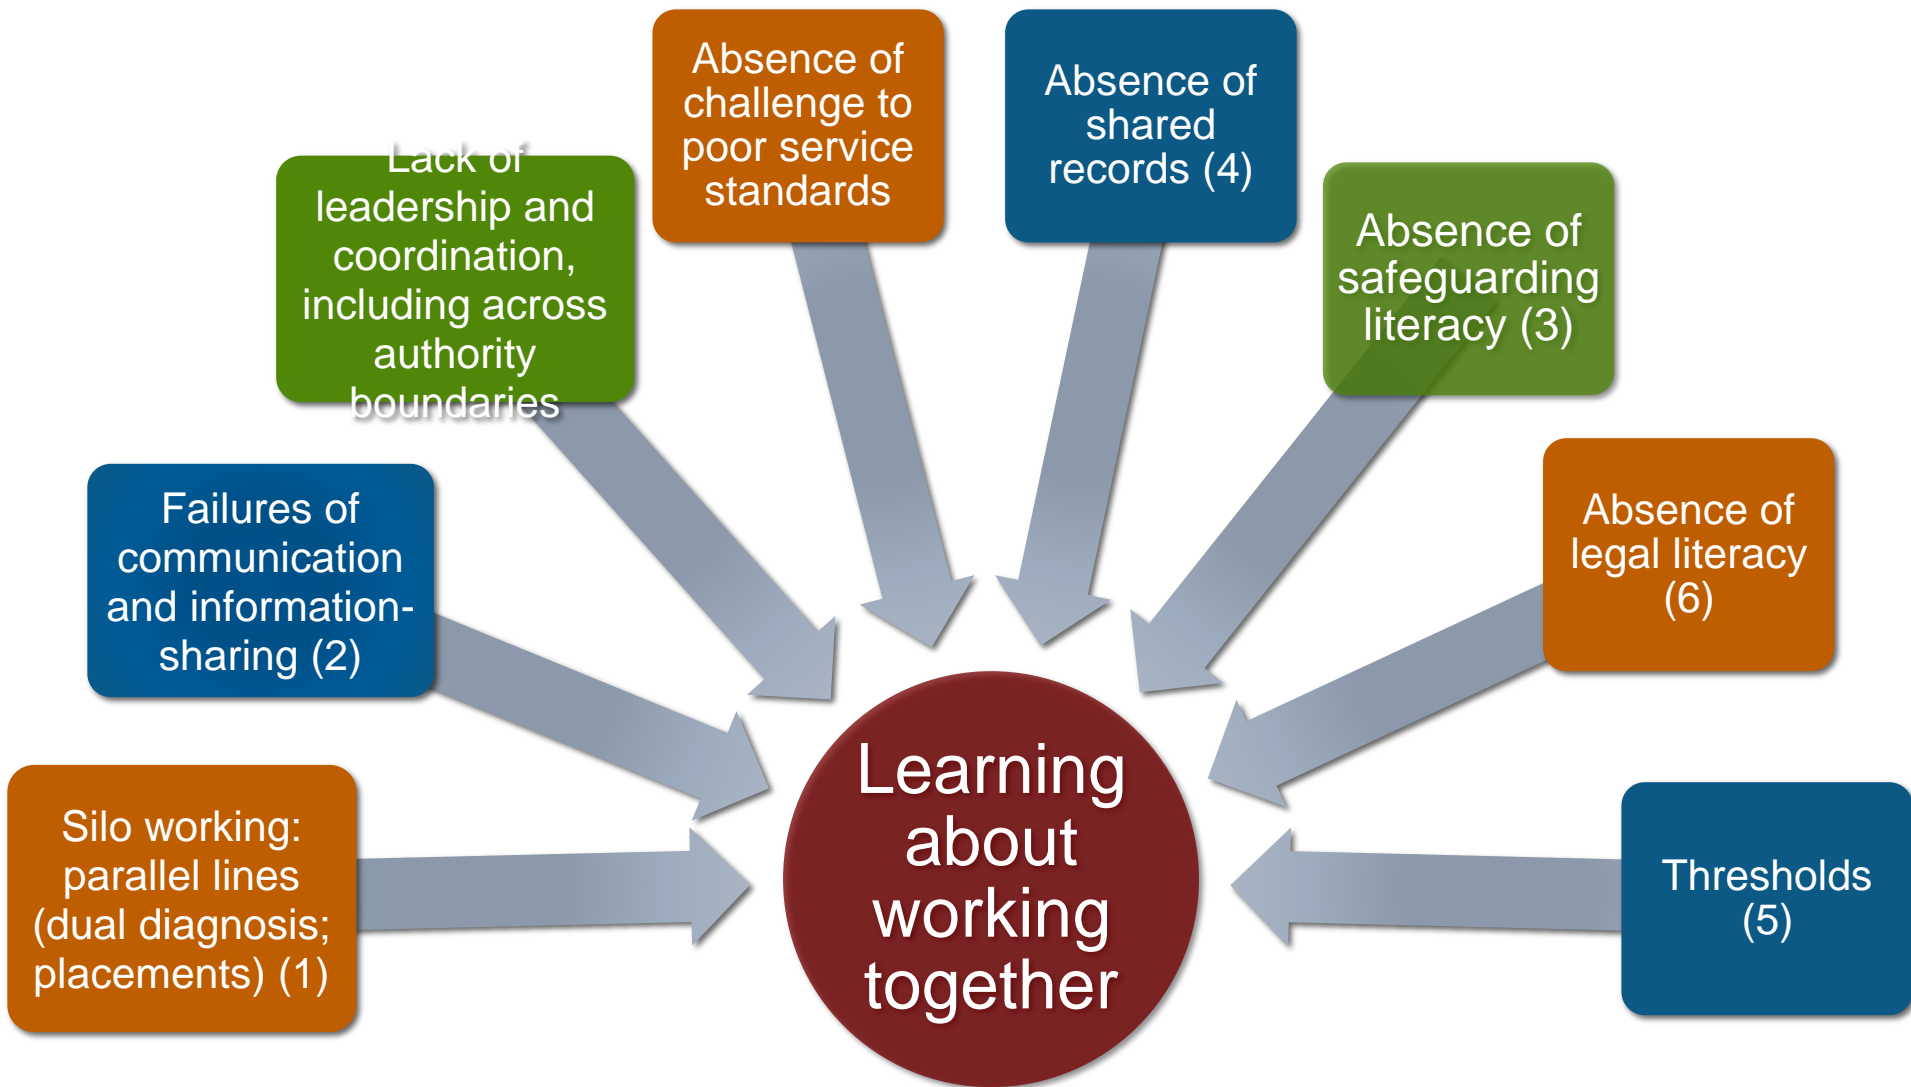 Silo working:
parallel lines
(dual diagnosis;
placements) (1)
Failures of
communication
and information-
sharing (2)
Lack of
leadership and
coordination,
including across
authority
boundaries
Absence of
challenge to
poor service
standards
Absence of
shared
records (4)
Absence of
safeguarding
literacy (3)
Absence of
legal literacy
(6)
Thresholds
(5)
Learning
about
working
together